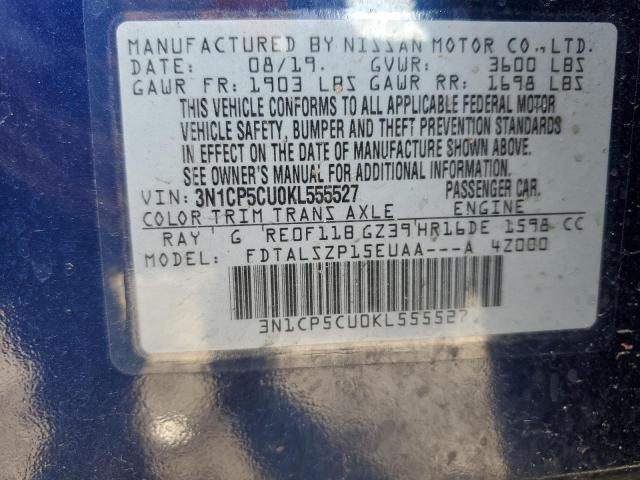 MANUFACTURED BY NISSAN MOTOR CO.,LTD.
DATE: 08/19. GVWR: 3600 LBS
GAWR FR: 1903 LBS GAWR RR: 1698 LBS
THIS VEHICLE CONFORMS TO ALL APPLICABLE FEDERAL MOTOR
VEHICLE SAFETY, BUMPER AND THEFT PREVENTION STANDARDS
IN EFFECT ON THE DATE OF MANUFACTURE SHOWN ABOVE.
SEE OWNER'S MANUAL FOR ADDITIONAL INFORMATION.
VIN: 3N1CP5CU0KL555527 PASSENGER CAR.
COLOR TRIM TRANS AXLE ENGINE
RAY G RE0F11B GZ39 HR16DE 1598 CC
MODEL: FDTALSZP15EUAA---A 4Z000
3N1CP5CU0KL555527